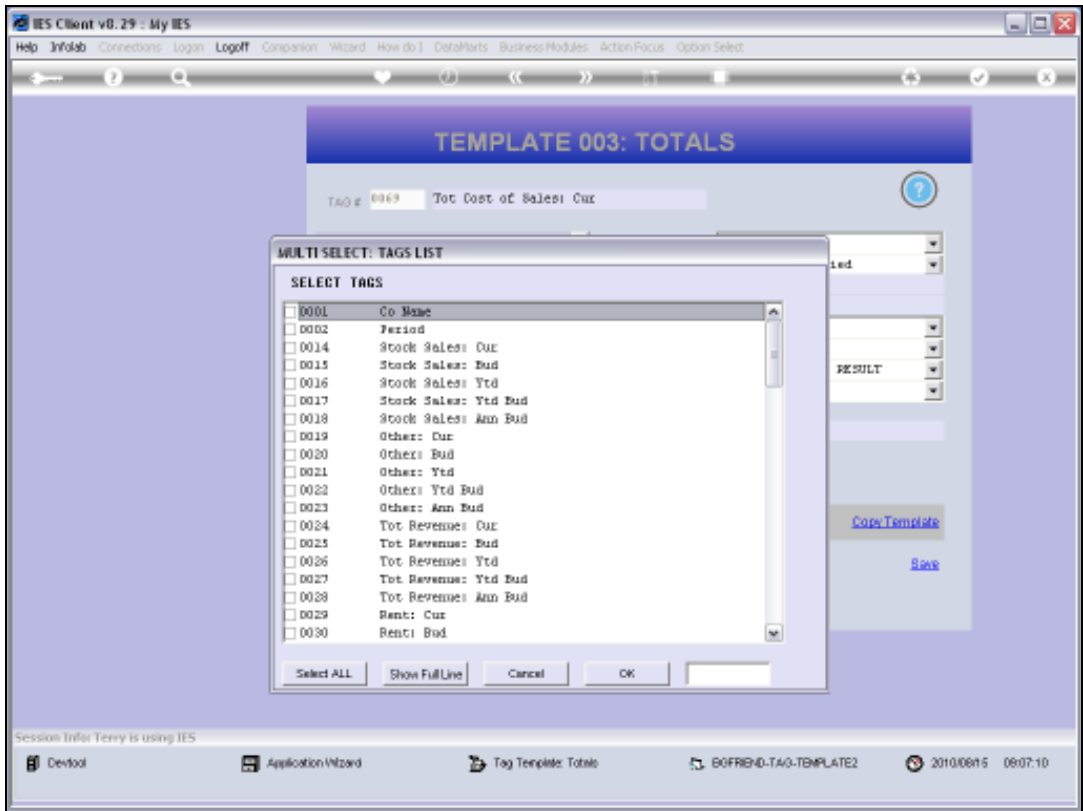 IES Client v8.29 : My IES
Help Infolab Connections Logon Logoff Companion Wizard How do I DataMarts Business Modules Action Focus Option Select
TEMPLATE 003: TOTALS
TAG # 0069 Tot Cost of Sales: Cur
MULTI SELECT: TAGS LIST
SELECT TAGS
0001 Co Name
0002 Period
0014 Stock Sales: Cur
0015 Stock Sales: Bud
0016 Stock Sales: Ytd
0017 Stock Sales: Ytd Bud
0018 Stock Sales: Ann Bud
0019 Other: Cur
0020 Other: Bud
0021 Other: Ytd
0022 Other: Ytd Bud
0023 Other: Ann Bud
0024 Tot Revenue: Cur
0025 Tot Revenue: Bud
0026 Tot Revenue: Ytd
0027 Tot Revenue: Ytd Bud
0028 Tot Revenue: Ann Bud
0029 Rent: Cur
0030 Rent: Bud
Select ALL Show Full Line Cancel OK
RESULT
Copy Template
Save
Session Info: Terry is using IES
Devtool Application Wizard Tag Template: Totals BGFRIEND-TAG-TEMPLATE2 2010/08/15 09:07:10